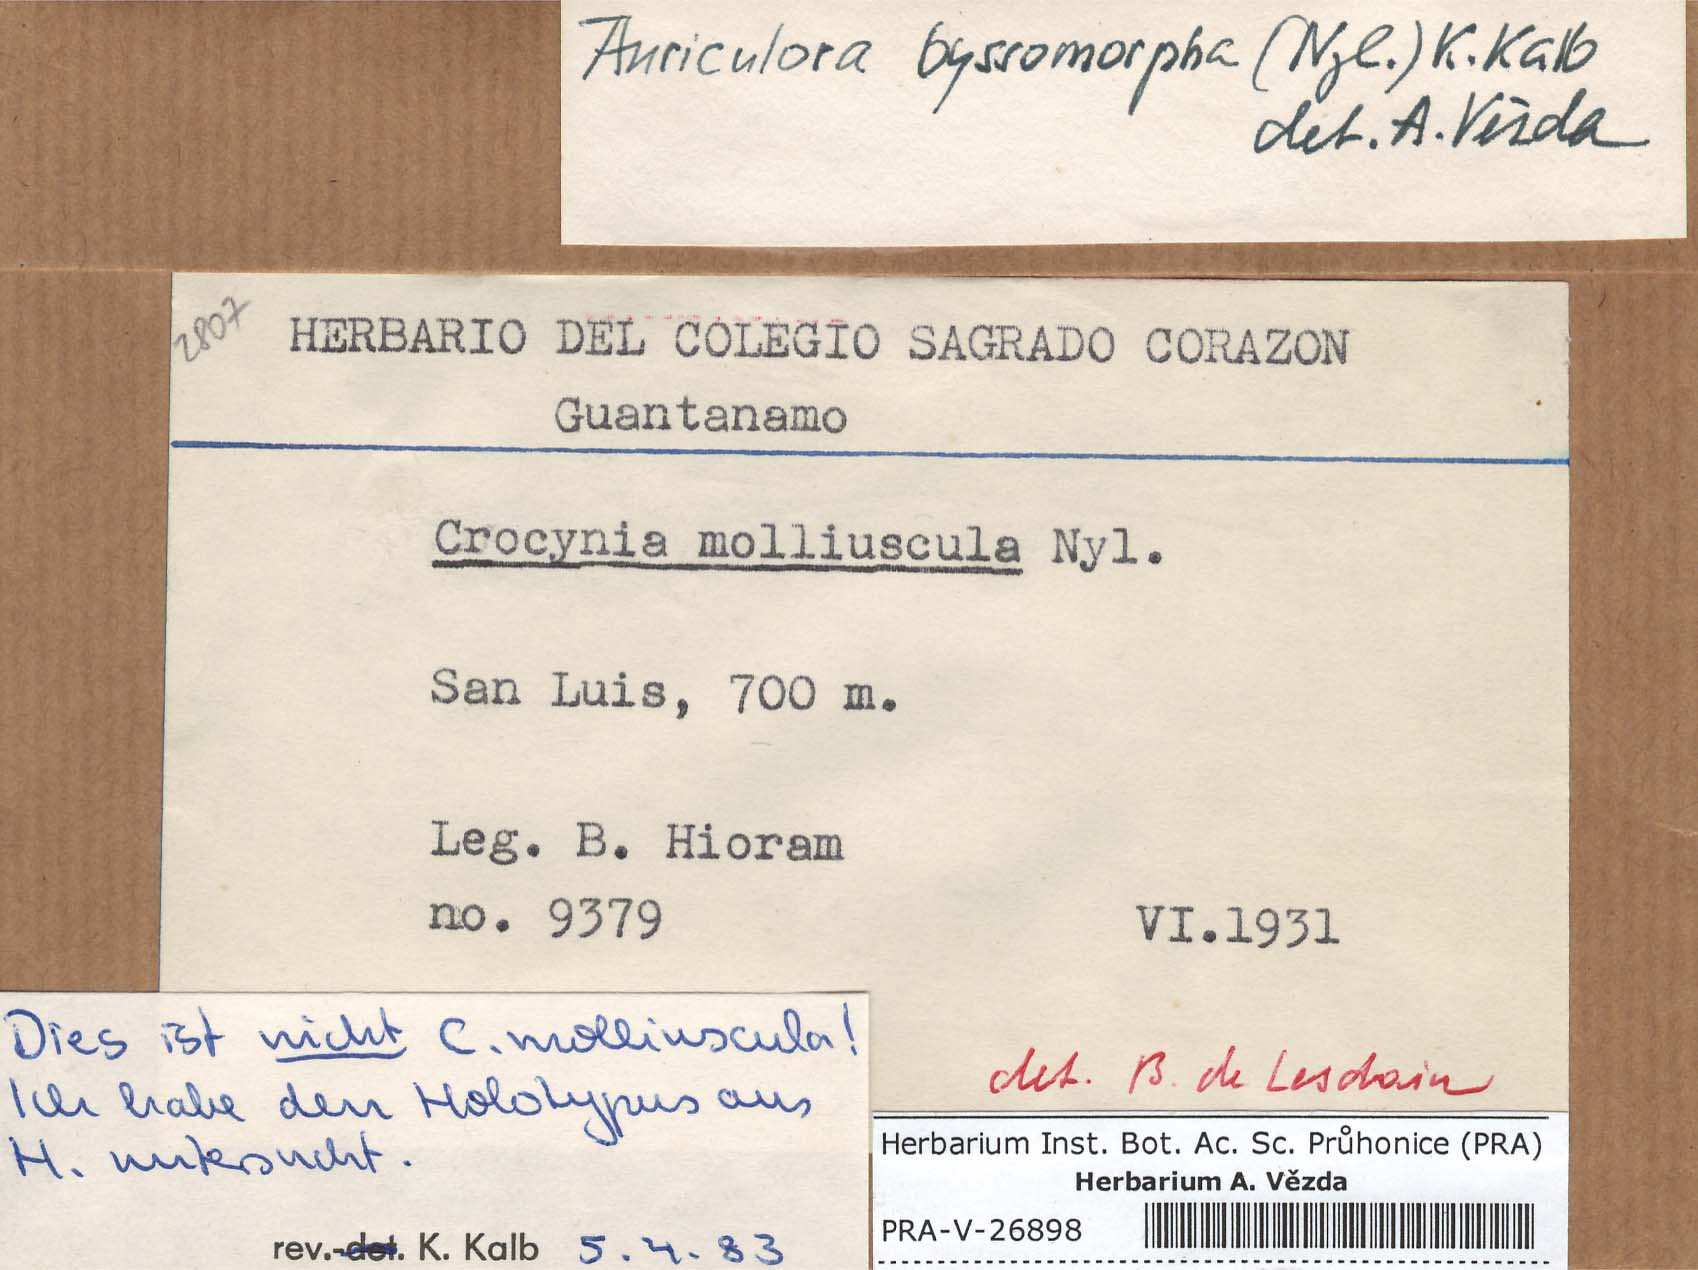 Auriculora byssomorpha (Nyl.) K. Kalb
det. A. Vězda
2807
HERBARIO DEL COLEGIO SAGRADO CORAZON
Guantanamo
Crocynia molliuscula Nyl.
San Luis, 700 m.
Leg. B. Hioram
no. 9379 VI.1931
det. B. de Lesdain
Dies ist nicht C. molliuscula!
Ich habe den Holotypus aus
H. untersucht.
rev.-det. K. Kalb 5.4.83
Herbarium Inst. Bot. Ac. Sc. Průhonice (PRA)
Herbarium A. Vězda
PRA-V-26898